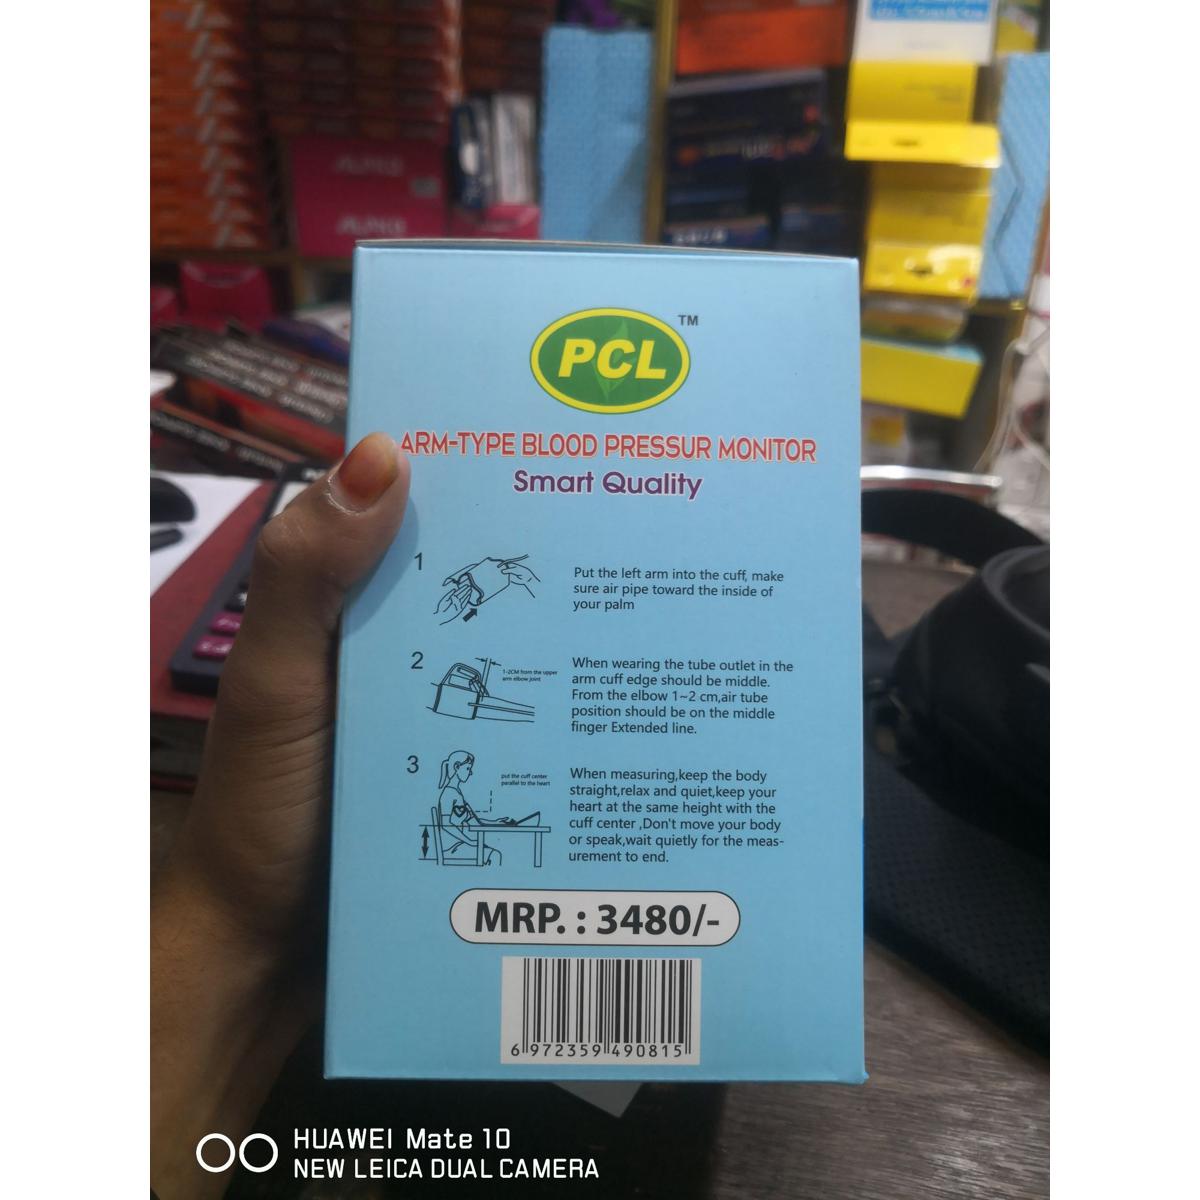 PCL
TM
ARM-TYPE BLOOD PRESSUR MONITOR
Smart Quality
1
Put the left arm into the cuff, make
sure air pipe toward the inside of
your palm
2
1-2CM from the upper
arm elbow joint
When wearing the tube outlet in the
arm cuff edge should be middle.
From the elbow 1~2 cm,air tube
position should be on the middle
finger Extended line.
3
put the cuff center
parallel to the heart
When measuring,keep the body
straight,relax and quiet,keep your
heart at the same height with the
cuff center ,Don't move your body
or speak,wait quietly for the meas-
urement to end.
MRP. : 3480/-
6 972359 490815
PCL
HUAWEI Mate 10
NEW LEICA DUAL CAMERA